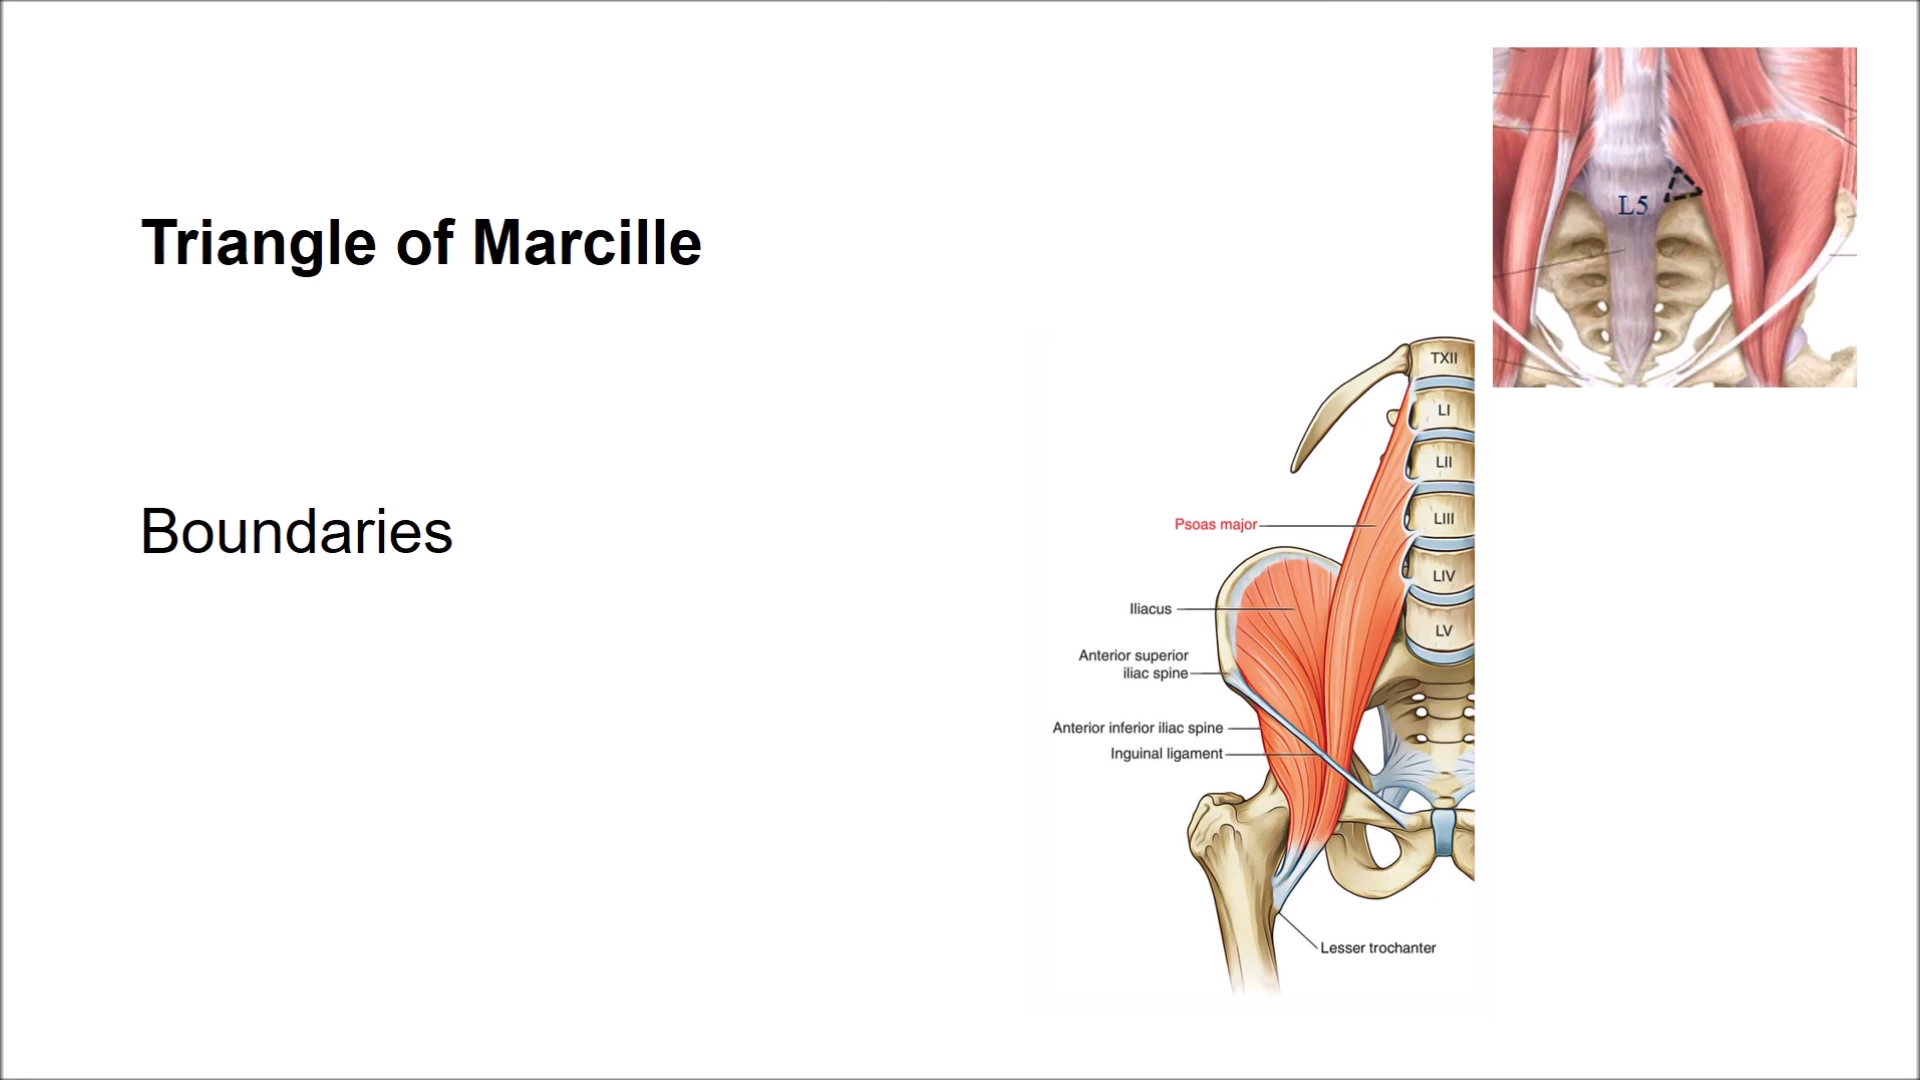 Triangle of Marcille
Boundaries
L5
TXII
LI
LII
LIII
LIV
LV
Psoas major
Iliacus
Anterior superior
iliac spine
Anterior inferior iliac spine
Inguinal ligament
Lesser trochanter